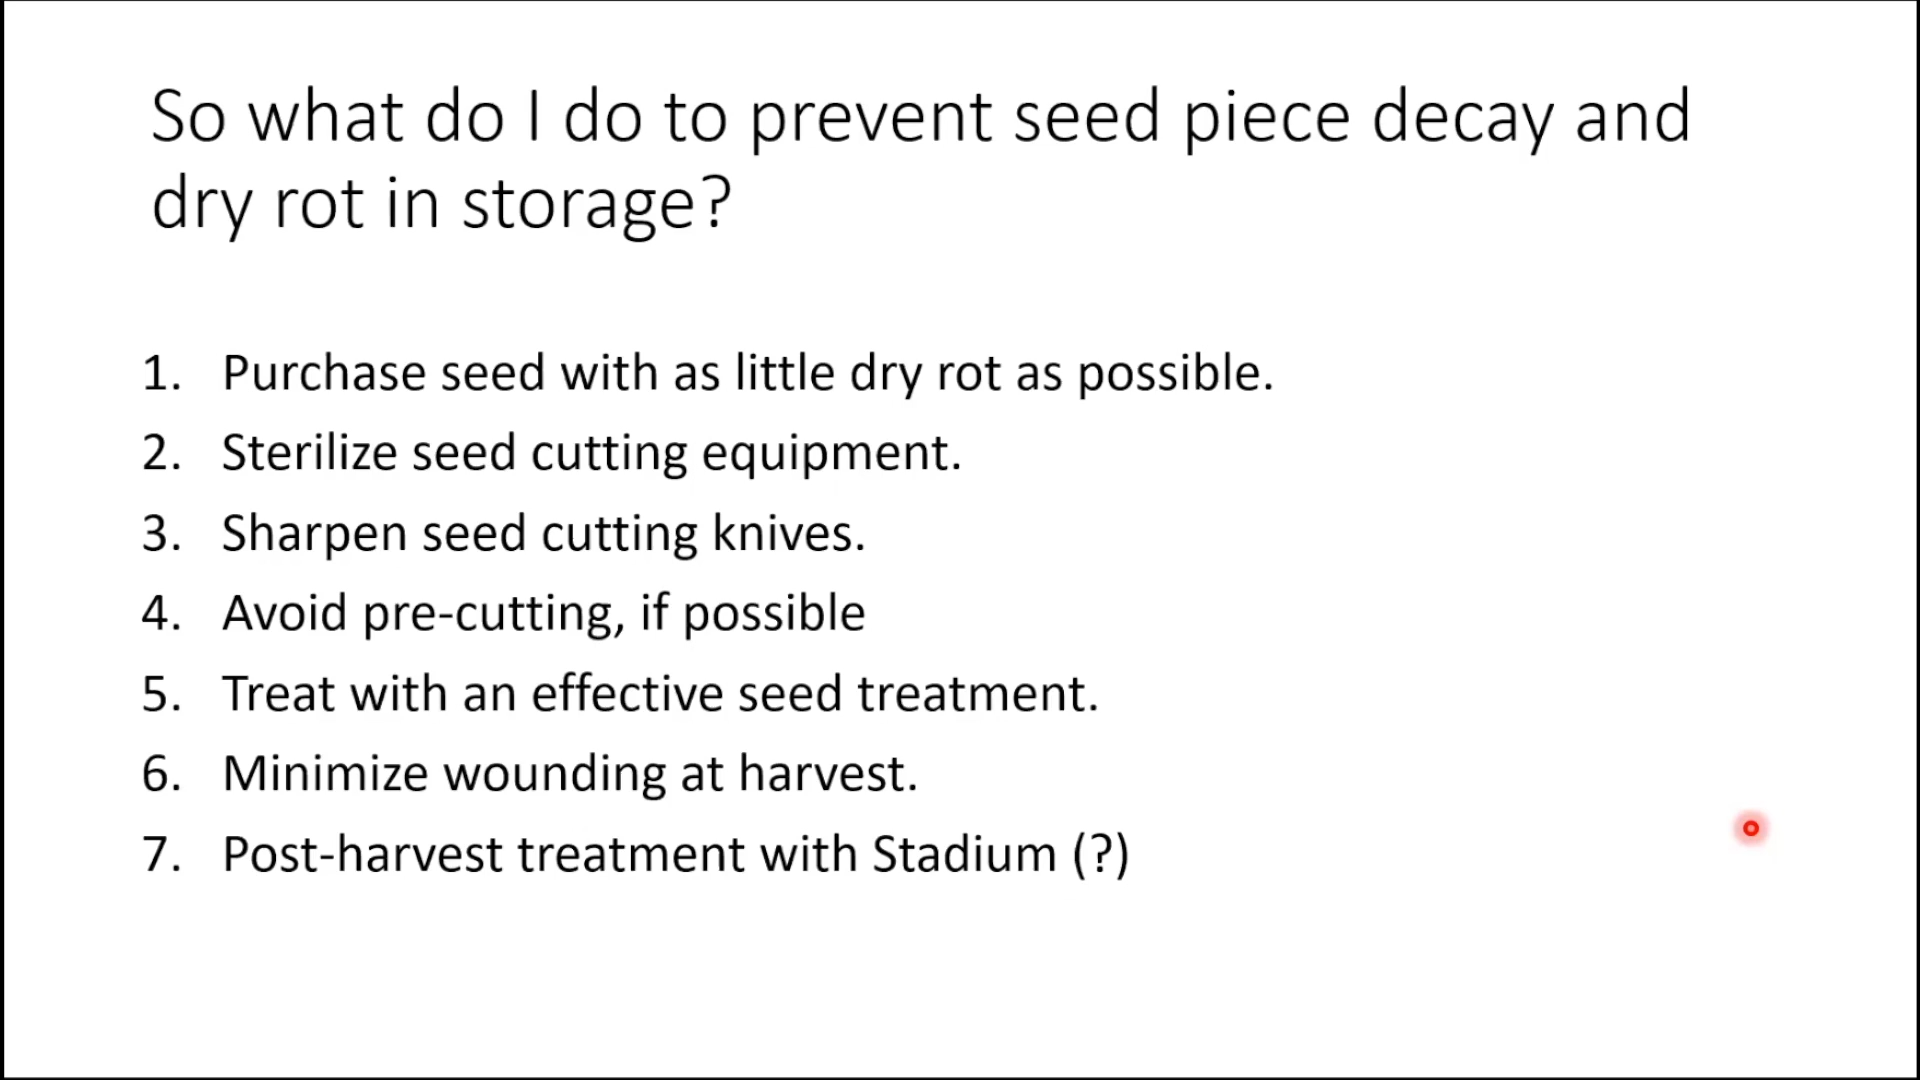 So what do I do to prevent seed piece decay and
dry rot in storage?
1. Purchase seed with as little dry rot as possible.
2. Sterilize seed cutting equipment.
3. Sharpen seed cutting knives.
4. Avoid pre-cutting, if possible
5. Treat with an effective seed treatment.
6. Minimize wounding at harvest.
7. Post-harvest treatment with Stadium (?)